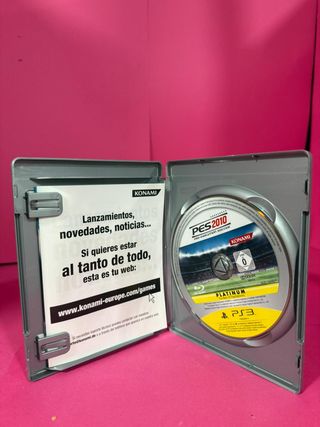 KONAMI
Lanzamientos,
novedades, noticias...
Si quieres estar
al tanto de todo,
esta es tu web:
www.konami-europe.com/games
PES2010
KONAMI
PLATINUM
PS3